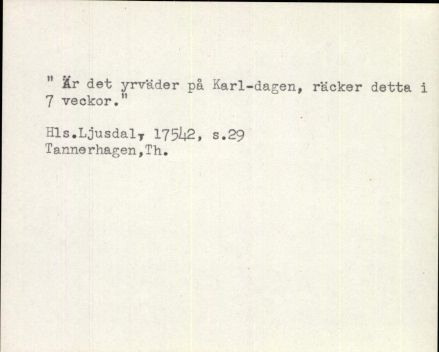 " Är det yrväder på Karl-dagen, räcker detta i
7 veckor."
Hls.Ljusdal, 17542, s.29
Tannerhagen,Th.